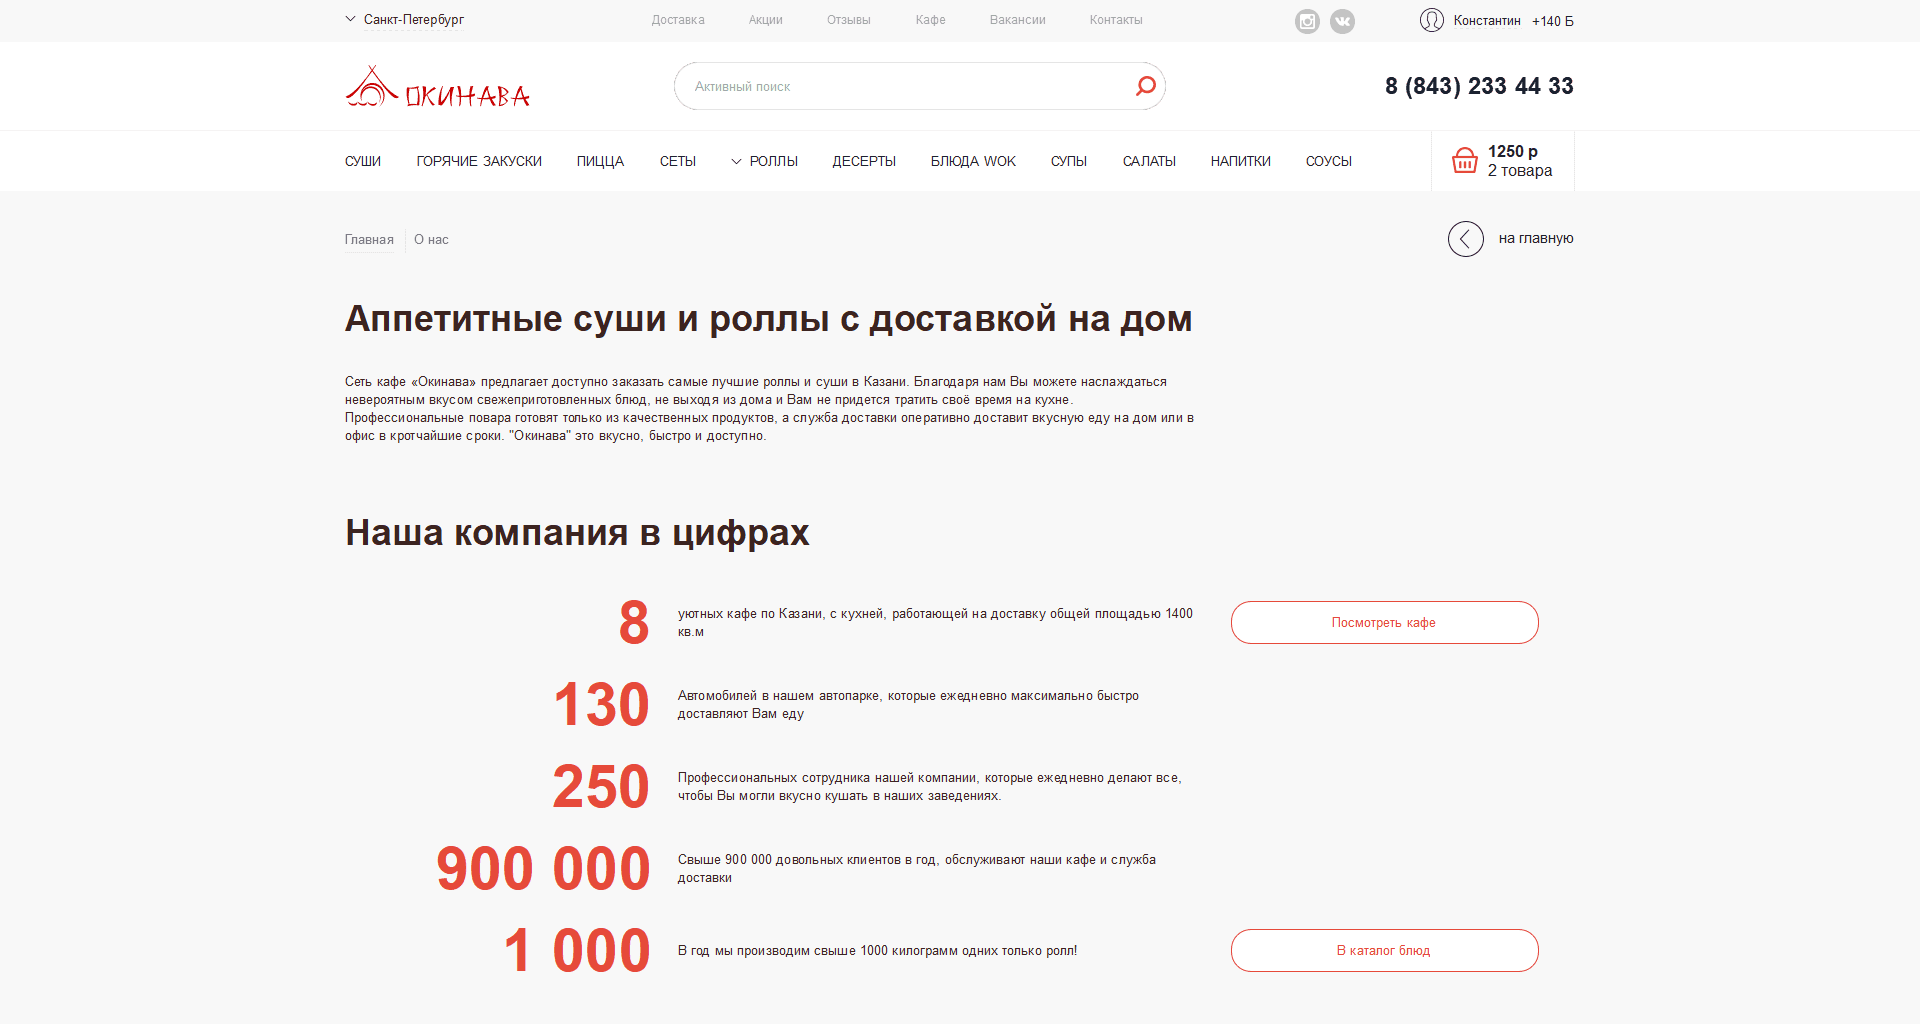 Санкт-Петербург
Доставка
Акции
Отзывы
Кафе
Вакансии
Контакты
Константин
+140 Б
ОКИНАВА
Активный поиск
8 (843) 233 44 33
СУШИ
ГОРЯЧИЕ ЗАКУСКИ
ПИЦЦА
СЕТЫ
РОЛЛЫ
ДЕСЕРТЫ
БЛЮДА WOK
СУПЫ
САЛАТЫ
НАПИТКИ
СОУСЫ
1250 р
2 товара
Главная
О нас
на главную
Аппетитные суши и роллы с доставкой на дом
Сеть кафе «Окинава» предлагает доступно заказать самые лучшие роллы и суши в Казани. Благодаря нам Вы можете наслаждаться
невероятным вкусом свежеприготовленных блюд, не выходя из дома и Вам не придется тратить своё время на кухне.
Профессиональные повара готовят только из качественных продуктов, а служба доставки оперативно доставит вкусную еду на дом или в
офис в кротчайшие сроки. "Окинава" это вкусно, быстро и доступно.
Наша компания в цифрах
8
уютных кафе по Казани, с кухней, работающей на доставку общей площадью 1400
кв.м
Посмотреть кафе
130
Автомобилей в нашем автопарке, которые ежедневно максимально быстро
доставляют Вам еду
250
Профессиональных сотрудника нашей компании, которые ежедневно делают все,
чтобы Вы могли вкусно кушать в наших заведениях.
900 000
Свыше 900 000 довольных клиентов в год, обслуживают наши кафе и служба
доставки
1 000
В год мы производим свыше 1000 килограмм одних только ролл!
В каталог блюд